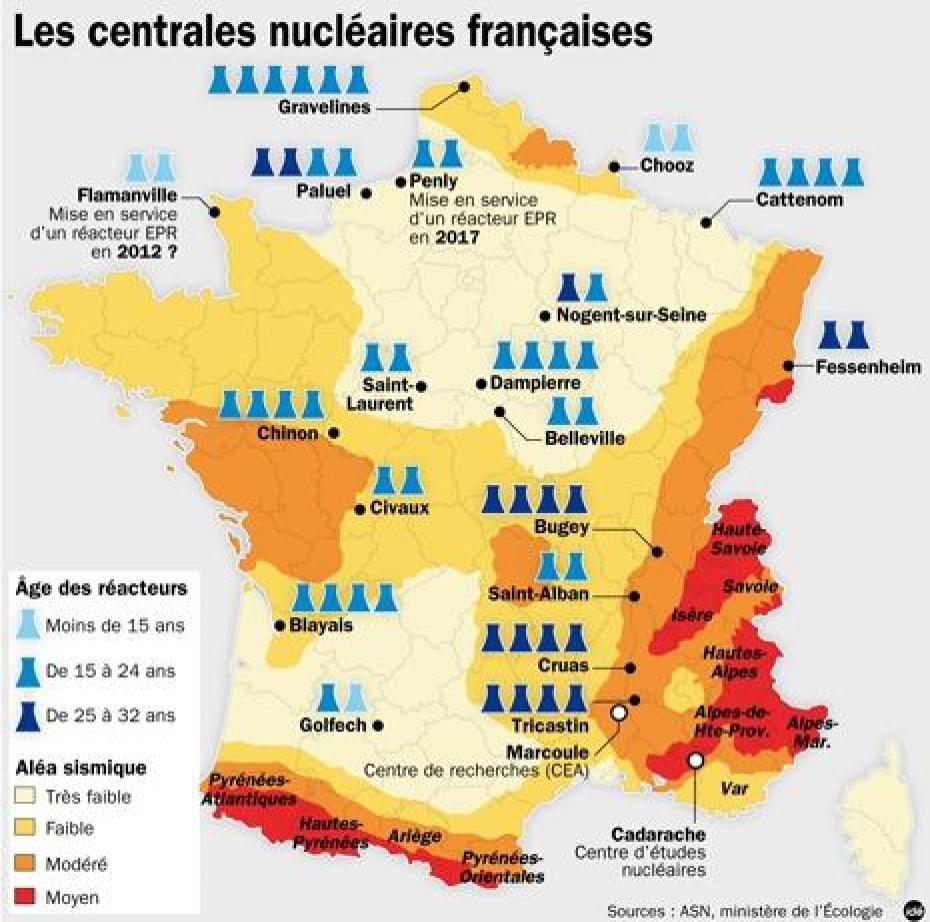 Les centrales nucléaires françaises
Gravelines
Chooz
Cattenom
Flamanville
Mise en service
d'un réacteur EPR
en 2012 ?
Paluel
Penly
Mise en service
d'un réacteur EPR
en 2017
Nogent-sur-Seine
Fessenheim
Saint-
Laurent
Dampierre
Belleville
Chinon
Civaux
Bugey
Saint-Alban
Blayais
Cruas
Golfech
Tricastin
Marcoule
Centre de recherches (CEA)
Cadarache
Centre d'études
nucléaires
Haute-
Savoie
Savoie
Isère
Hautes-
Alpes
Alpes-de-
Hte-Prov.
Alpes-
Mar.
Var
Pyrénées-
Atlantiques
Hautes-
Pyrénées
Ariège
Pyrénées-
Orientales
Âge des réacteurs
Moins de 15 ans
De 15 à 24 ans
De 25 à 32 ans
Aléa sismique
Très faible
Faible
Modéré
Moyen
Sources : ASN, ministère de l'Écologie
idé